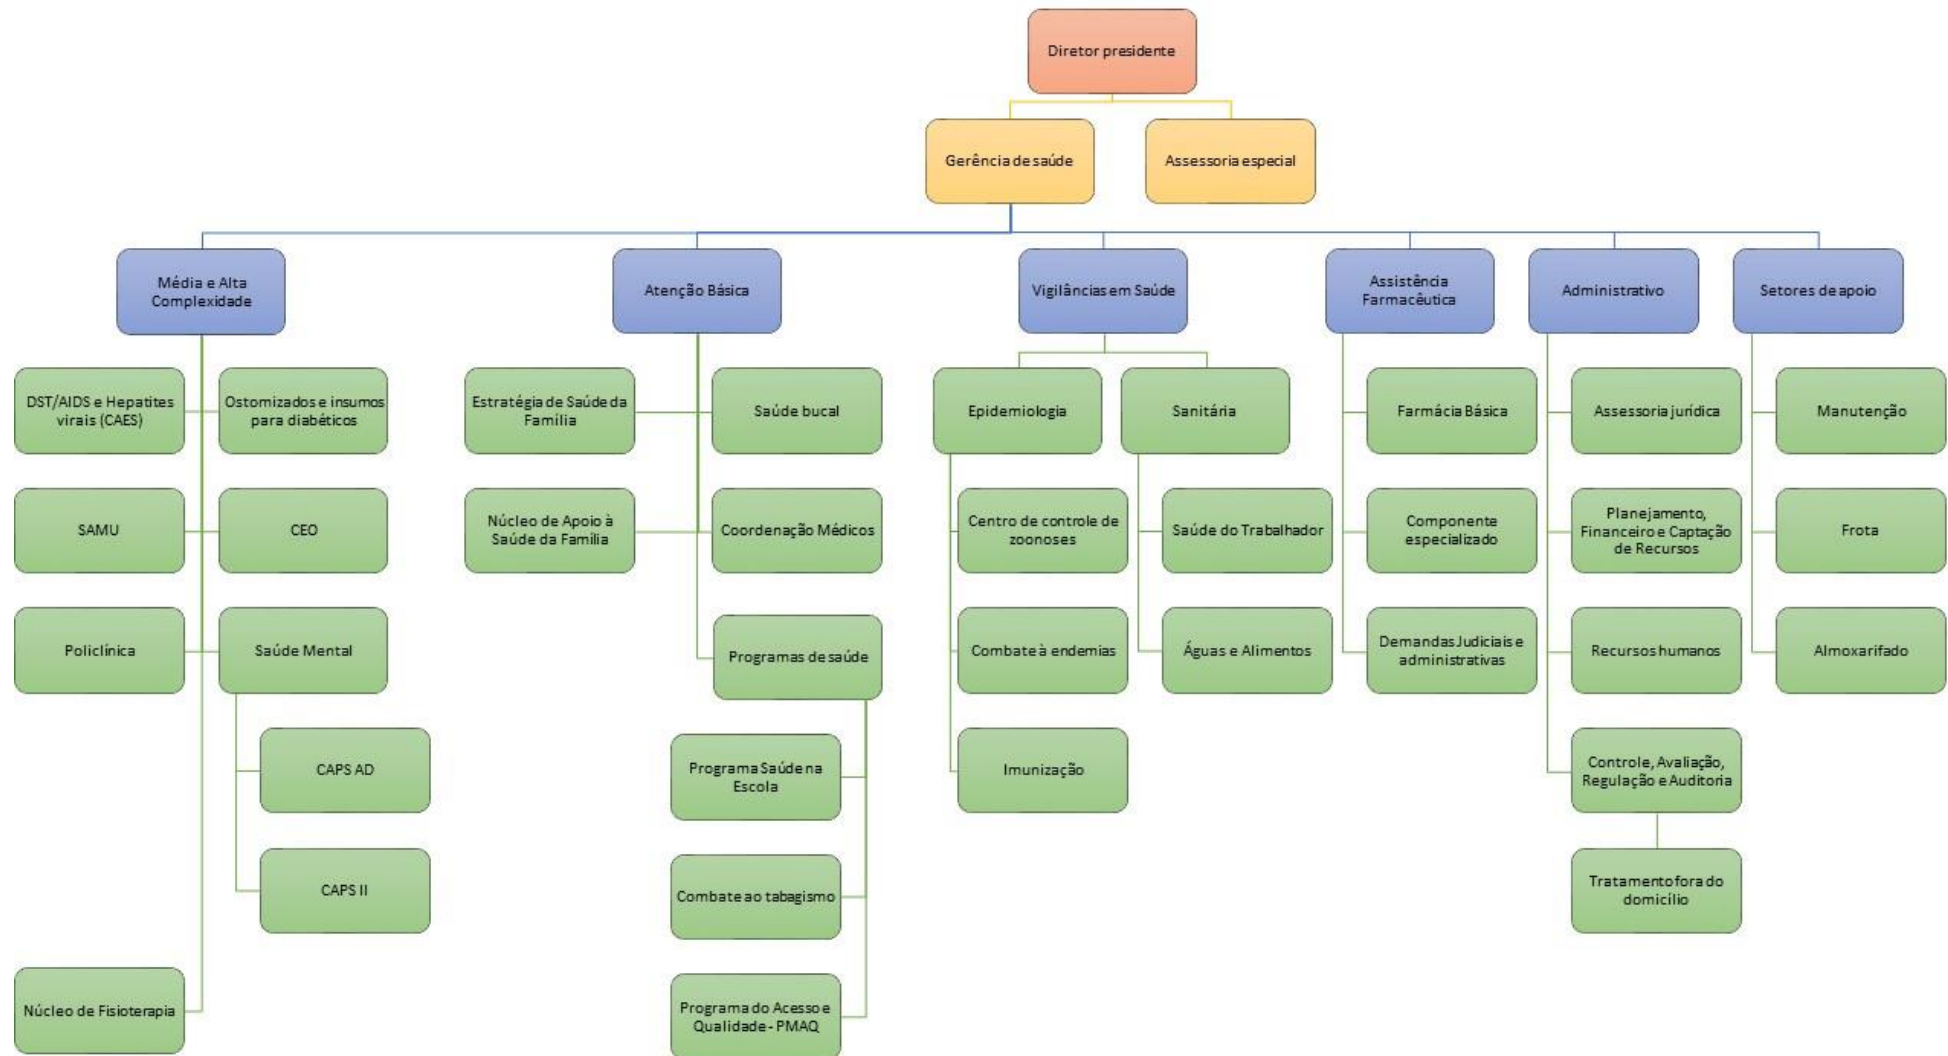 Diretor presidente
Gerência de saúde
Assessoria especial
Média e Alta
Complexidade
Atenção Básica
Vigilâncias em Saúde
Assistência
Farmacêutica
Administrativo
Setores de apoio
DST/AIDS e Hepatites
virais (CAES)
Ostomizados e insumos
para diabéticos
Estratégia de Saúde da
Família
Saúde bucal
Epidemiologia
Sanitária
Farmácia Básica
Assessoria jurídica
Manutenção
SAMU
CEO
Núcleo de Apoio à
Saúde da Família
Coordenação Médicos
Centro de controle de
zoonoses
Saúde do Trabalhador
Componente
especializado
Planejamento,
Financeiro e Captação
de Recursos
Frota
Policlínica
Saúde Mental
Programas de saúde
Combate à endemias
Águas e Alimentos
Demandas Judiciais e
administrativas
Recursos humanos
Almoxarifado
CAPS AD
Programa Saúde na
Escola
Imunização
Controle, Avaliação,
Regulação e Auditoria
CAPS II
Combate ao tabagismo
Tratamento fora do
domicílio
Núcleo de Fisioterapia
Programa do Acesso e
Qualidade - PMAQ